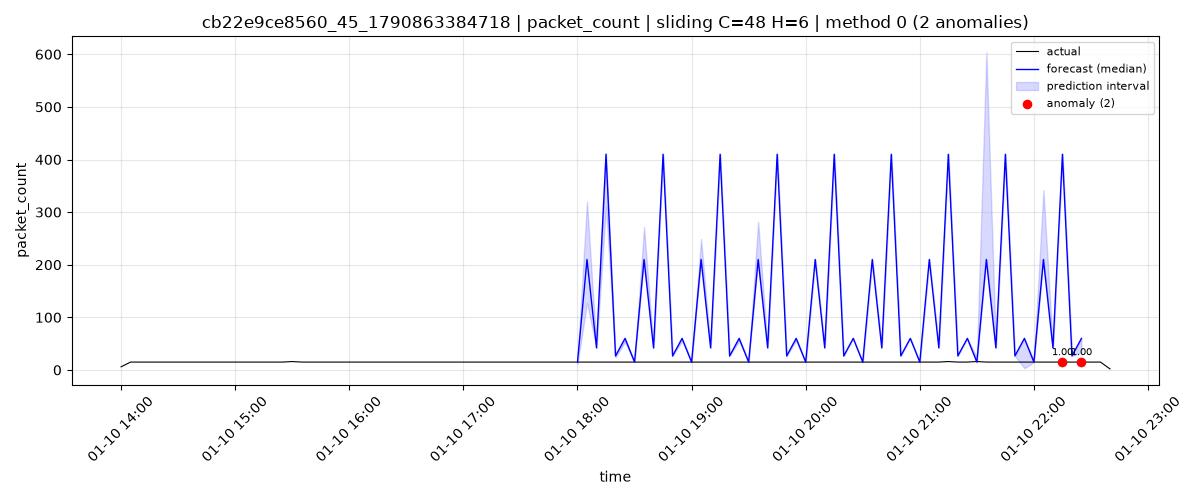 cb22e9ce8560_45_1790863384718 | packet_count | sliding C=48 H=6 | method 0 (2 anomalies)
actual
forecast (median)
prediction interval
anomaly (2)
packet_count
600
500
400
300
200
100
0
1.00
1.00
01-10 14:00
01-10 15:00
01-10 16:00
01-10 17:00
01-10 18:00
01-10 19:00
01-10 20:00
01-10 21:00
01-10 22:00
01-10 23:00
time